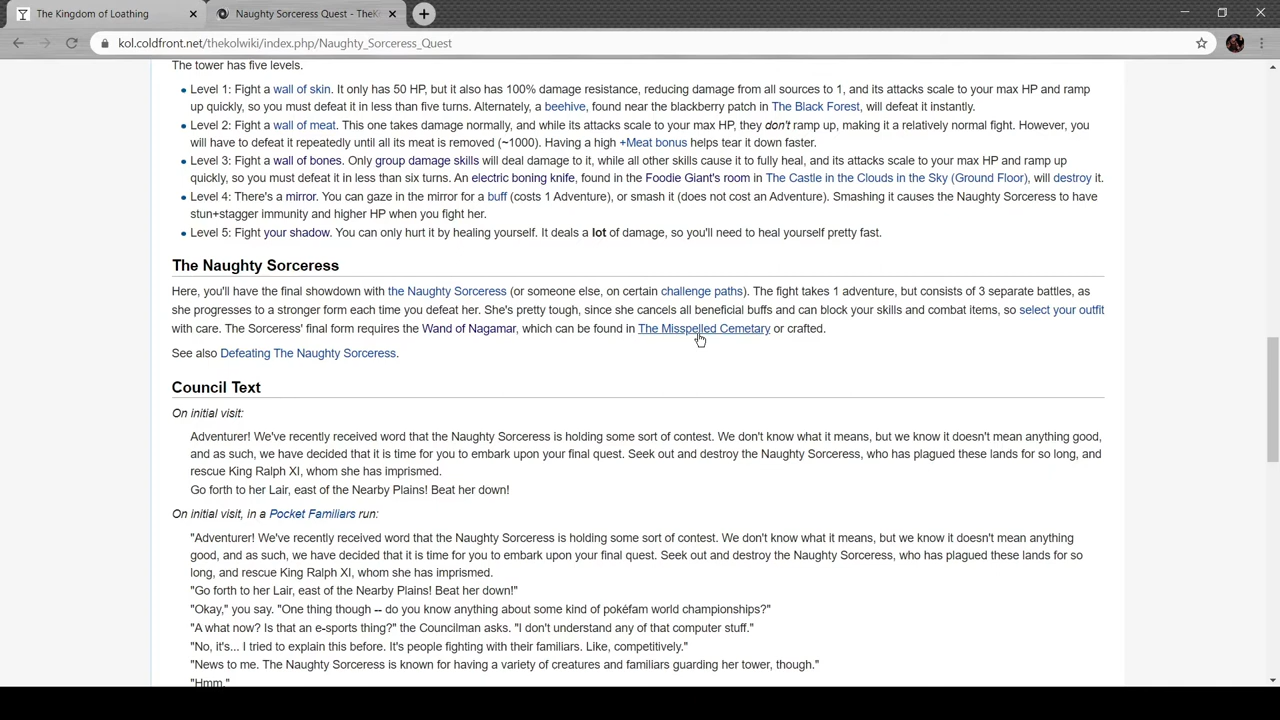 The Kingdom of Loathing
Naughty Sorceress Quest - TheK
kol.coldfront.net/thekolwiki/index.php/Naughty_Sorceress_Quest
The tower has five levels.
Level 1: Fight a wall of skin. It only has 50 HP, but it also has 100% damage resistance, reducing damage from all sources to 1, and its attacks scale to your max HP and ramp
up quickly, so you must defeat it in less than five turns. Alternately, a beehive, found near the blackberry patch in The Black Forest, will defeat it instantly.
Level 2: Fight a wall of meat. This one takes damage normally, and while its attacks scale to your max HP, they don't ramp up, making it a relatively normal fight. However, you
will have to defeat it repeatedly until all its meat is removed (~1000). Having a high +Meat bonus helps tear it down faster.
Level 3: Fight a wall of bones. Only group damage skills will deal damage to it, while all other skills cause it to fully heal, and its attacks scale to your max HP and ramp up
quickly, so you must defeat it in less than six turns. An electric boning knife, found in the Foodie Giant's room in The Castle in the Clouds in the Sky (Ground Floor), will destroy it.
Level 4: There's a mirror. You can gaze in the mirror for a buff (costs 1 Adventure), or smash it (does not cost an Adventure). Smashing it causes the Naughty Sorceress to have
stun+stagger immunity and higher HP when you fight her.
Level 5: Fight your shadow. You can only hurt it by healing yourself. It deals a lot of damage, so you'll need to heal yourself pretty fast.
The Naughty Sorceress
Here, you'll have the final showdown with the Naughty Sorceress (or someone else, on certain challenge paths). The fight takes 1 adventure, but consists of 3 separate battles, as
she progresses to a stronger form each time you defeat her. She's pretty tough, since she cancels all beneficial buffs and can block your skills and combat items, so select your outfit
with care. The Sorceress' final form requires the Wand of Nagamar, which can be found in The Misspelled Cemetary or crafted.
See also Defeating The Naughty Sorceress.
Council Text
On initial visit:
Adventurer! We've recently received word that the Naughty Sorceress is holding some sort of contest. We don't know what it means, but we know it doesn't mean anything good,
and as such, we have decided that it is time for you to embark upon your final quest. Seek out and destroy the Naughty Sorceress, who has plagued these lands for so long, and
rescue King Ralph XI, whom she has imprismed.
Go forth to her Lair, east of the Nearby Plains! Beat her down!
On initial visit, in a Pocket Familiars run:
"Adventurer! We've recently received word that the Naughty Sorceress is holding some sort of contest. We don't know what it means, but we know it doesn't mean anything
good, and as such, we have decided that it is time for you to embark upon your final quest. Seek out and destroy the Naughty Sorceress, who has plagued these lands for so
long, and rescue King Ralph XI, whom she has imprismed.
"Go forth to her Lair, east of the Nearby Plains! Beat her down!"
"Okay," you say. "One thing though -- do you know anything about some kind of pokéfam world championships?"
"A what now? Is that an e-sports thing?" the Councilman asks. "I don't understand any of that computer stuff."
"No, it's... I tried to explain this before. It's people fighting with their familiars. Like, competitively."
"News to me. The Naughty Sorceress is known for having a variety of creatures and familiars guarding her tower, though."
"Hmm."